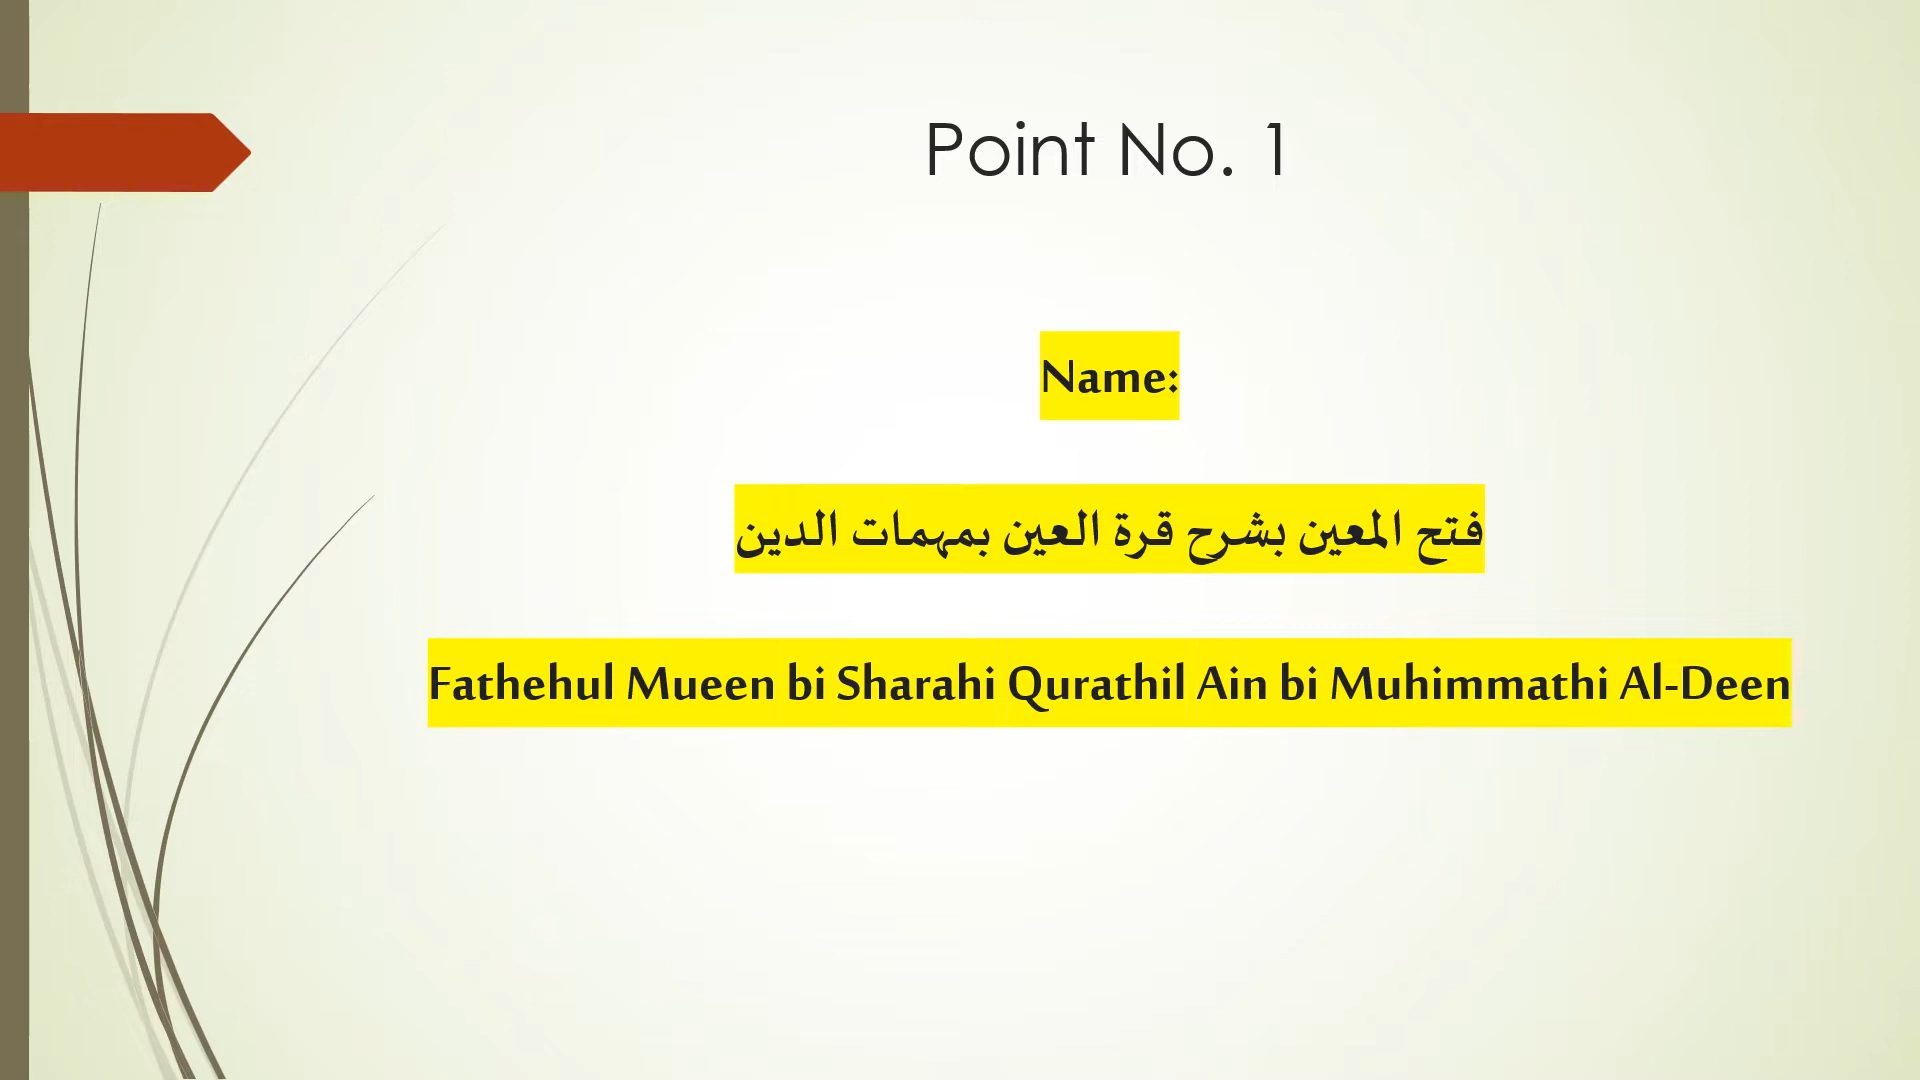 Point No. 1
Name:
فتح المعين بشرح قرة العين بمهمات الدين
Fathehul Mueen bi Sharahi Qurathil Ain bi Muhimmathi Al-Deen